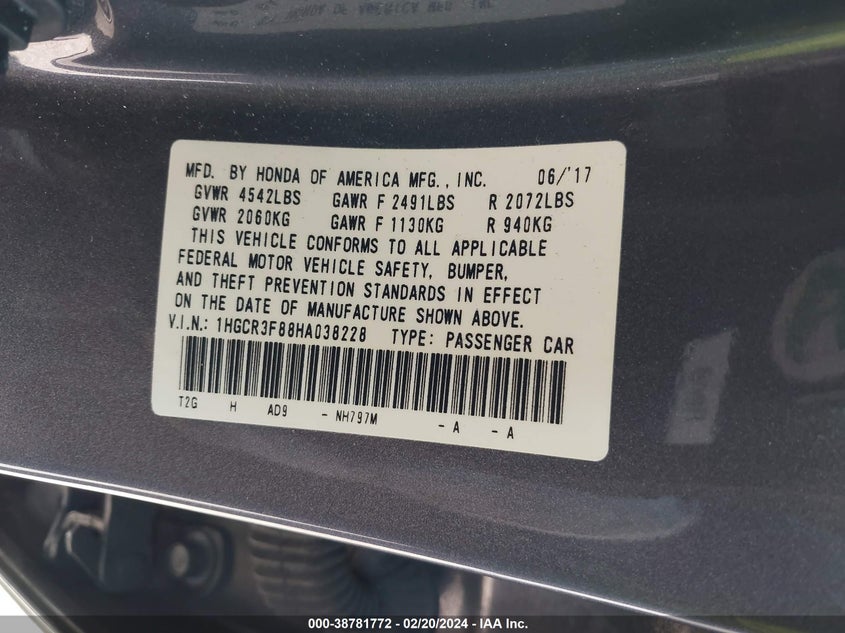 MFD. BY HONDA OF AMERICA MFG., INC. 06/'17
GVWR 4542LBS GAWR F 2491LBS R 2072LBS
GVWR 2060KG GAWR F 1130KG R 940KG
THIS VEHICLE CONFORMS TO ALL APPLICABLE
FEDERAL MOTOR VEHICLE SAFETY, BUMPER,
AND THEFT PREVENTION STANDARDS IN EFFECT
ON THE DATE OF MANUFACTURE SHOWN ABOVE.
V.I.N.: 1HGCR3F88HA038228 TYPE: PASSENGER CAR
T2G H AD9 - NH797M - A - A
000-38781772 — 02/20/2024 — IAA Inc.